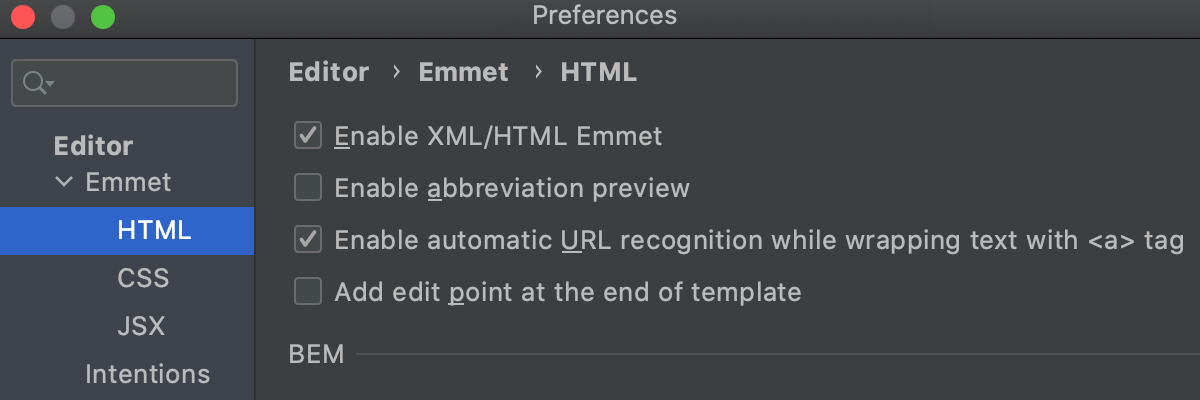 Preferences
Editor
Emmet
HTML
CSS
JSX
Intentions
Editor › Emmet › HTML
Enable XML/HTML Emmet
Enable abbreviation preview
Enable automatic URL recognition while wrapping text with <a> tag
Add edit point at the end of template
BEM